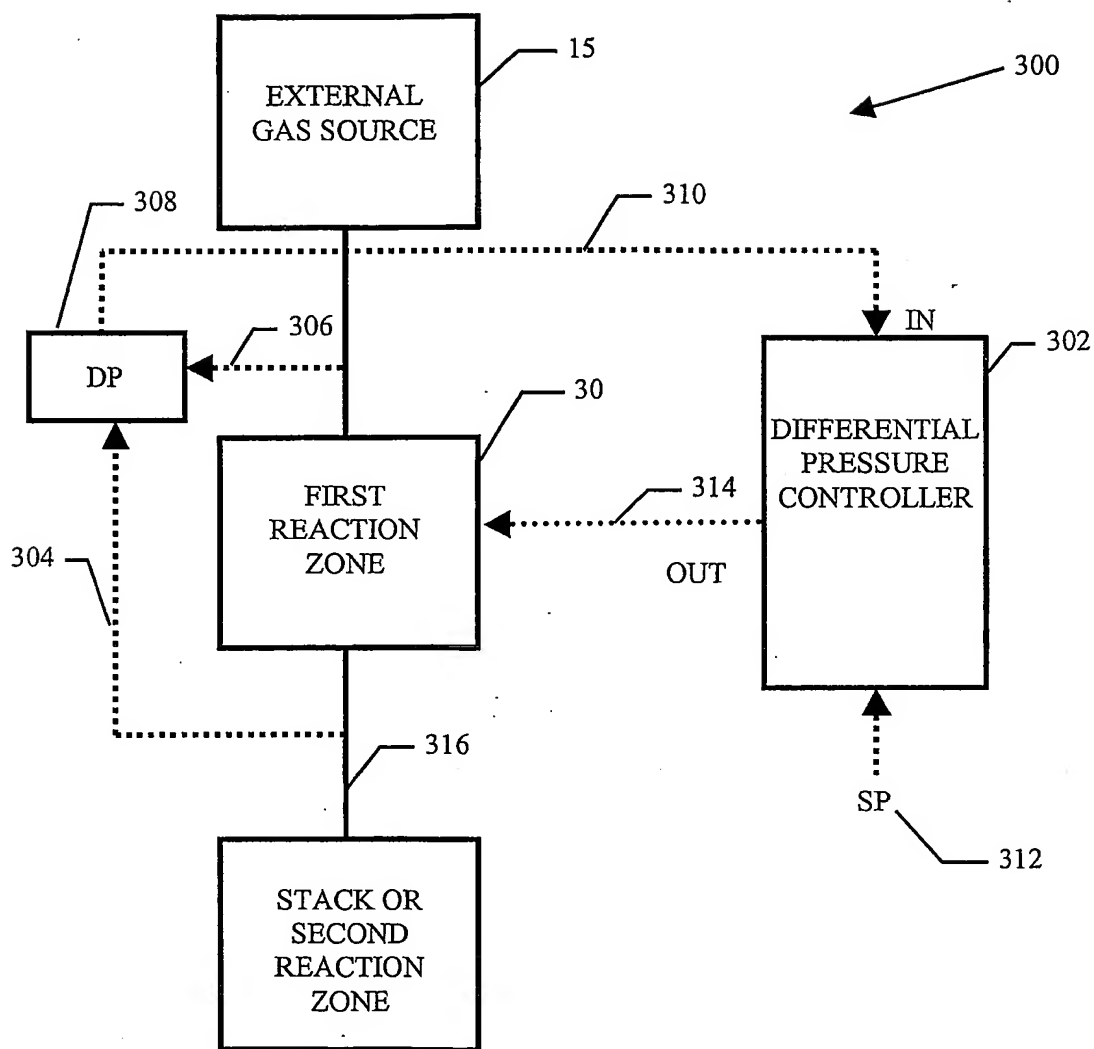 15
300
EXTERNAL
GAS SOURCE
308
310
306
IN
302
DP
30
DIFFERENTIAL
PRESSURE
CONTROLLER
FIRST
REACTION
ZONE
314
304
OUT
316
SP
312
STACK OR
SECOND
REACTION
ZONE